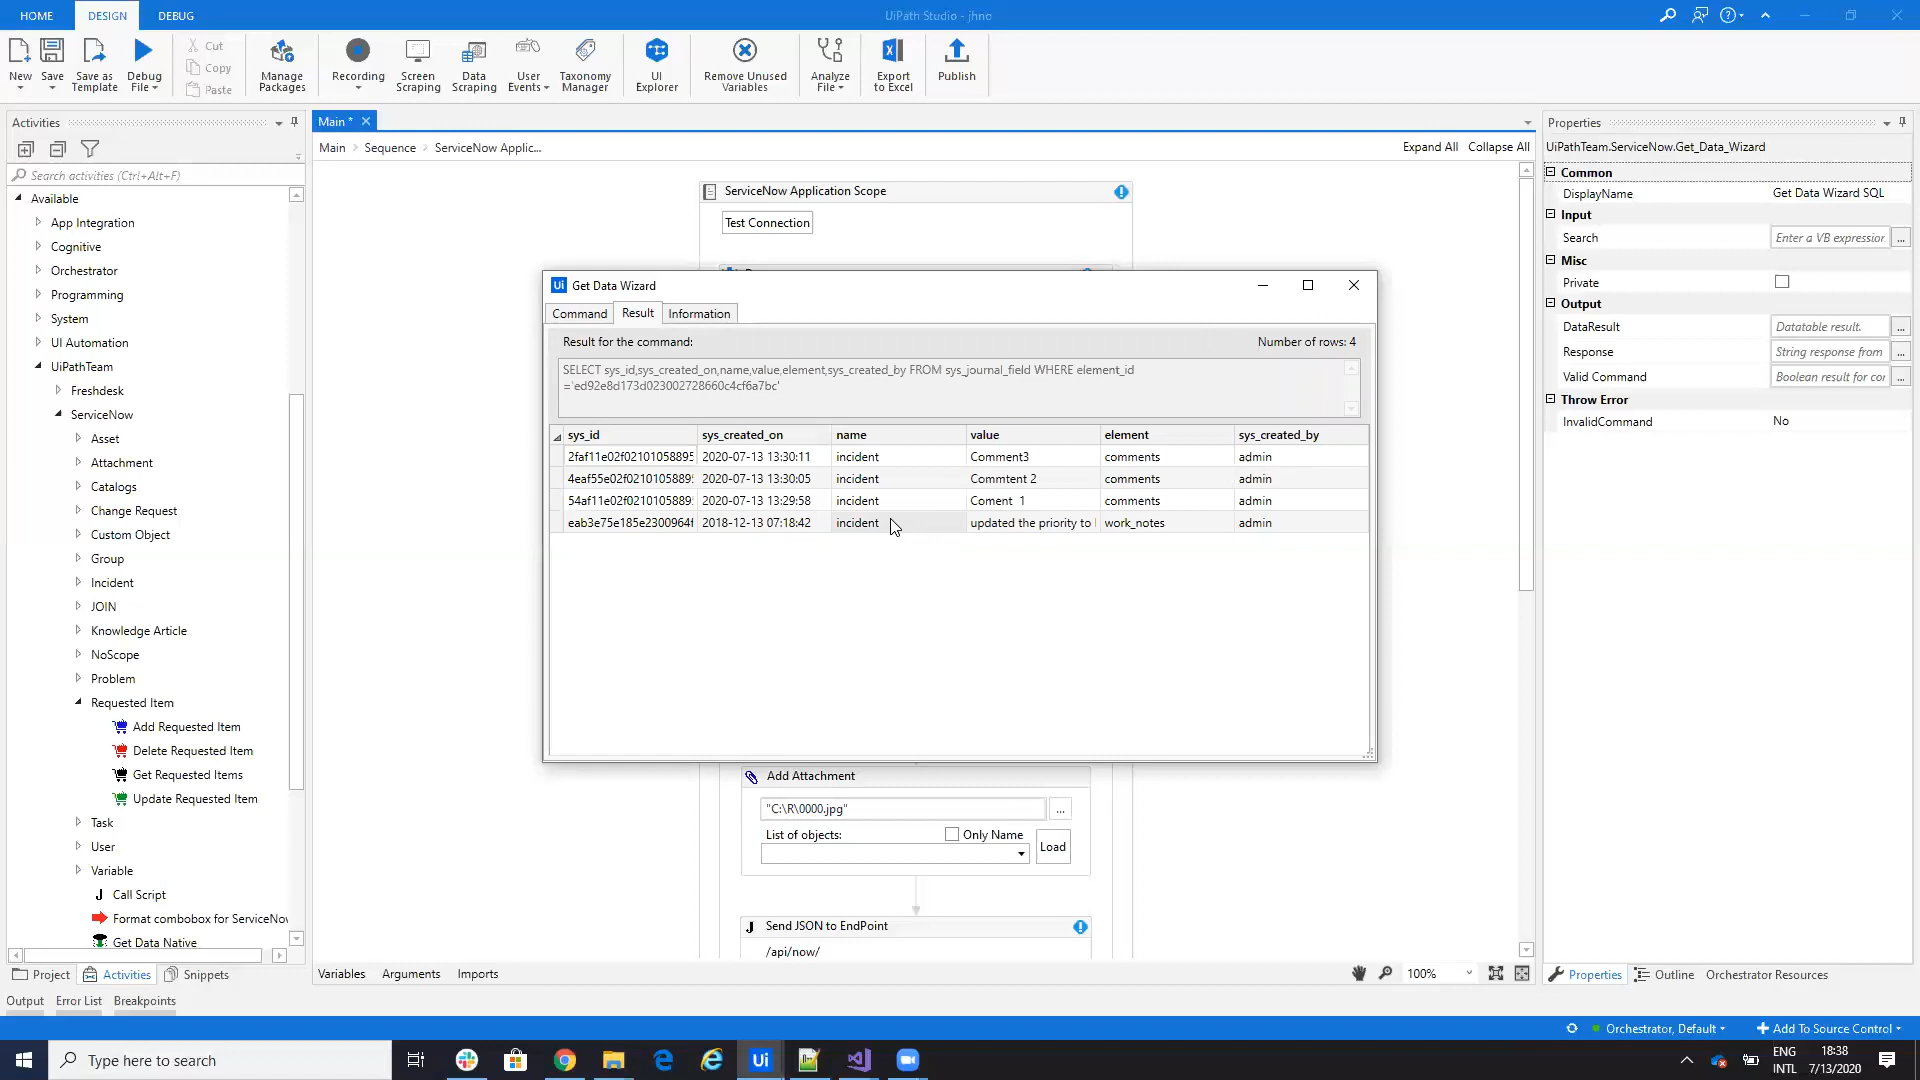 HOME
DESIGN
DEBUG
UiPath Studio - jhno
New
Save
Save as Template
Debug File
Cut
Copy
Paste
Manage Packages
Recording
Screen Scraping
Data Scraping
User Events
Taxonomy Manager
UI Explorer
Remove Unused Variables
Analyze File
Export to Excel
Publish
Activities
Search activities (Ctrl+Alt+F)
Available
App Integration
Cognitive
Orchestrator
Programming
System
UI Automation
UiPathTeam
Freshdesk
ServiceNow
Asset
Attachment
Catalogs
Change Request
Custom Object
Group
Incident
JOIN
Knowledge Article
NoScope
Problem
Requested Item
Add Requested Item
Delete Requested Item
Get Requested Items
Update Requested Item
Task
User
Variable
Call Script
Format combobox for ServiceNow
Get Data Native
Project
Activities
Snippets
Output
Error List
Breakpoints
Main *
Main > Sequence > ServiceNow Applic...
Expand All
Collapse All
ServiceNow Application Scope
Test Connection
Get Data Wizard
Command
Result
Information
Result for the command:
Number of rows: 4
SELECT sys_id,sys_created_on,name,value,element,sys_created_by FROM sys_journal_field WHERE element_id
='ed92e8d173d023002728660c4cf6a7bc'
sys_id sys_created_on name value element sys_created_by
2faf11e02f02101058895 2020-07-13 13:30:11 incident Comment3 comments admin
4eaf55e02f0210105889 2020-07-13 13:30:05 incident Commtent 2 comments admin
54af11e02f0210105889 2020-07-13 13:29:58 incident Coment 1 comments admin
eab3e75e185e2300964f 2018-12-13 07:18:42 incident updated the priority to work_notes admin
Add Attachment
"C:\R\0000.jpg"
...
List of objects:
Only Name
Load
Send JSON to EndPoint
/api/now/
Variables
Arguments
Imports
100%
Properties
UiPathTeam.ServiceNow.Get_Data_Wizard
Common
DisplayName Get Data Wizard SQL
Input
Search Enter a VB expression ...
Misc
Private
Output
DataResult Datatable result. ...
Response String response from ...
Valid Command Boolean result for cor ...
Throw Error
InvalidCommand No
Properties
Outline
Orchestrator Resources
Orchestrator, Default
Add To Source Control
Type here to search
Ui
ENG
INTL
18:38
7/13/2020